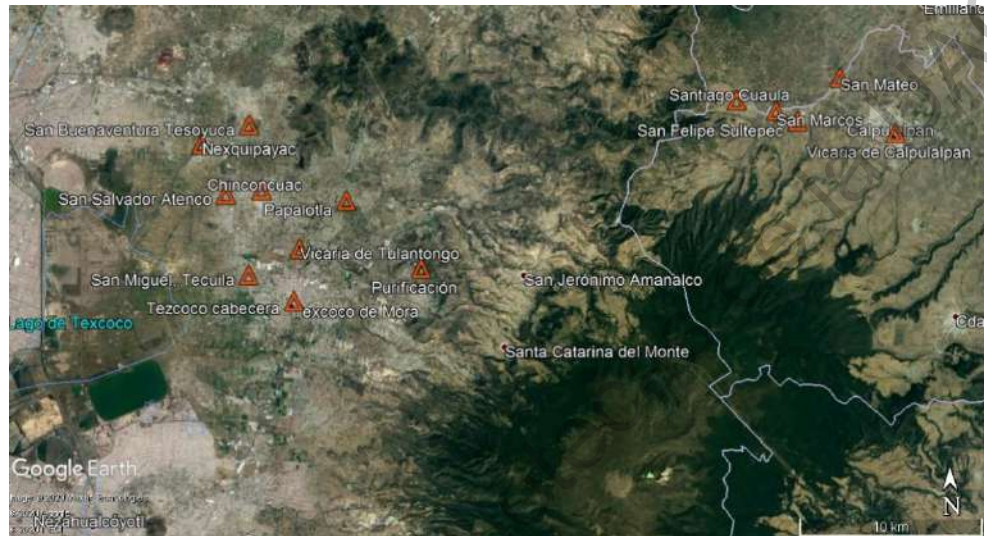 Santiago Cuaula
San Mateo
San Buenaventura Tesoyuca
San Felipe Sultepec
San Marcos
Calpulalpan
Nexquipayac
Vicaria de Calpulalpan
Chinconcuac
San Salvador Atenco
Papalotla
Vicaria de Tulantongo
San Miguel, Tecuila
Purificación
San Jerónimo Amanalco
Tezcoco cabecera
Texcoco de Mora
Lago de Texcoco
Santa Catarina del Monte
Google Earth
Nezahualcóyotl
N
10 km